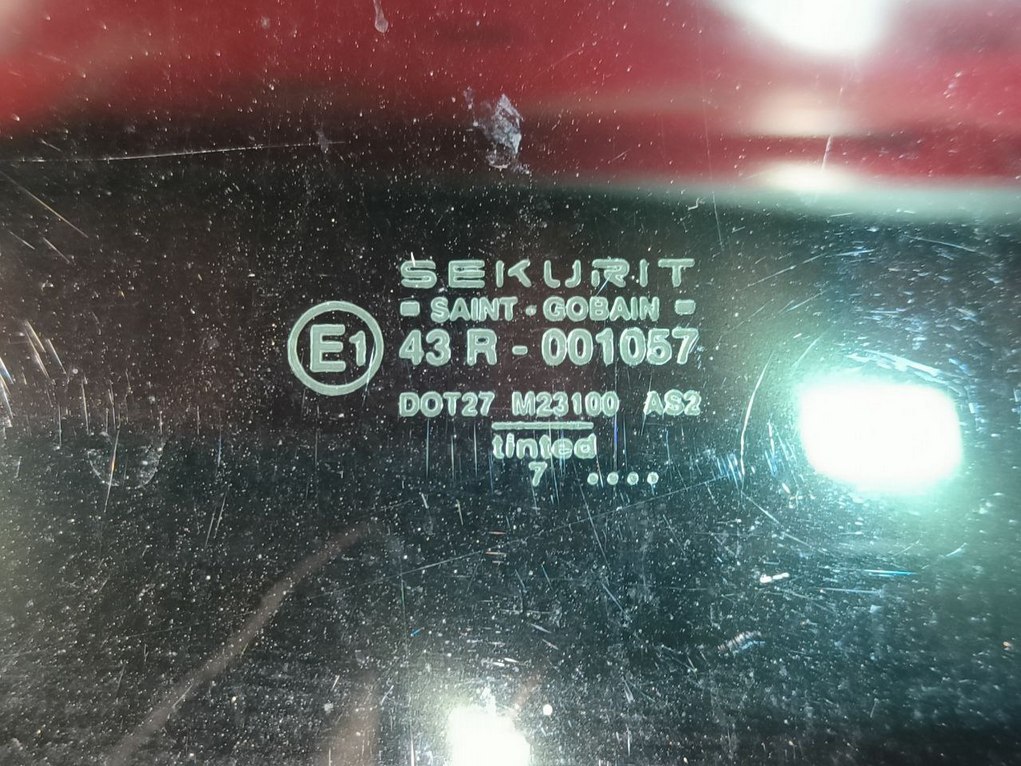 SEKURIT
SAINT-GOBAIN
E1
43 R - 001057
DOT27 M23100 AS2
tinted
7 ....